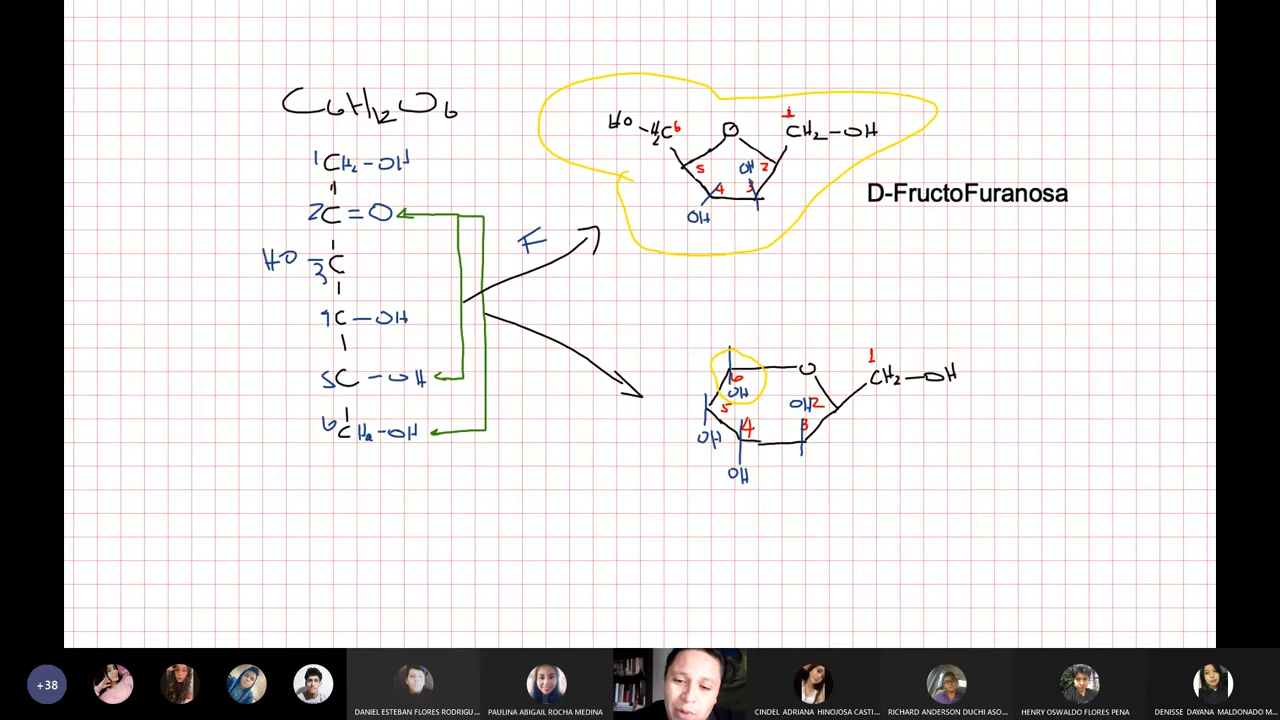 C6H12O6
1CH2-OH
2C=O
HO-3C
4C-OH
5C-OH
6CH2-OH
F
HO-H2C 6
O
1
CH2-OH
5
OH 2
4
3
OH
D-FructoFuranosa
6
OH
O
1
CH2-OH
5
OH 2
4
3
OH
OH
+38
DANIEL ESTEBAN FLORES RODRIGU...
PAULINA ABIGAIL ROCHA MEDINA
CINDEL ADRIANA HINOJOSA CASTI...
RICHARD ANDERSON DUCHI ASO...
HENRY OSWALDO FLORES PENA
DENISSE DAYANA MALDONADO M...